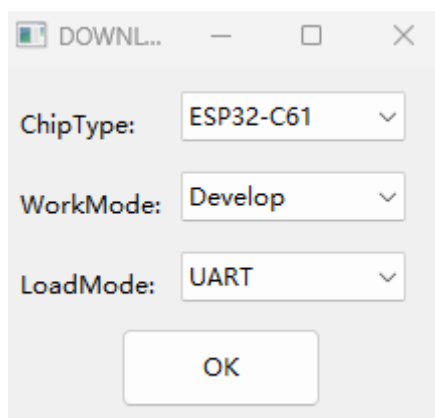 DOWNL...
ChipType: ESP32-C61
WorkMode: Develop
LoadMode: UART
OK